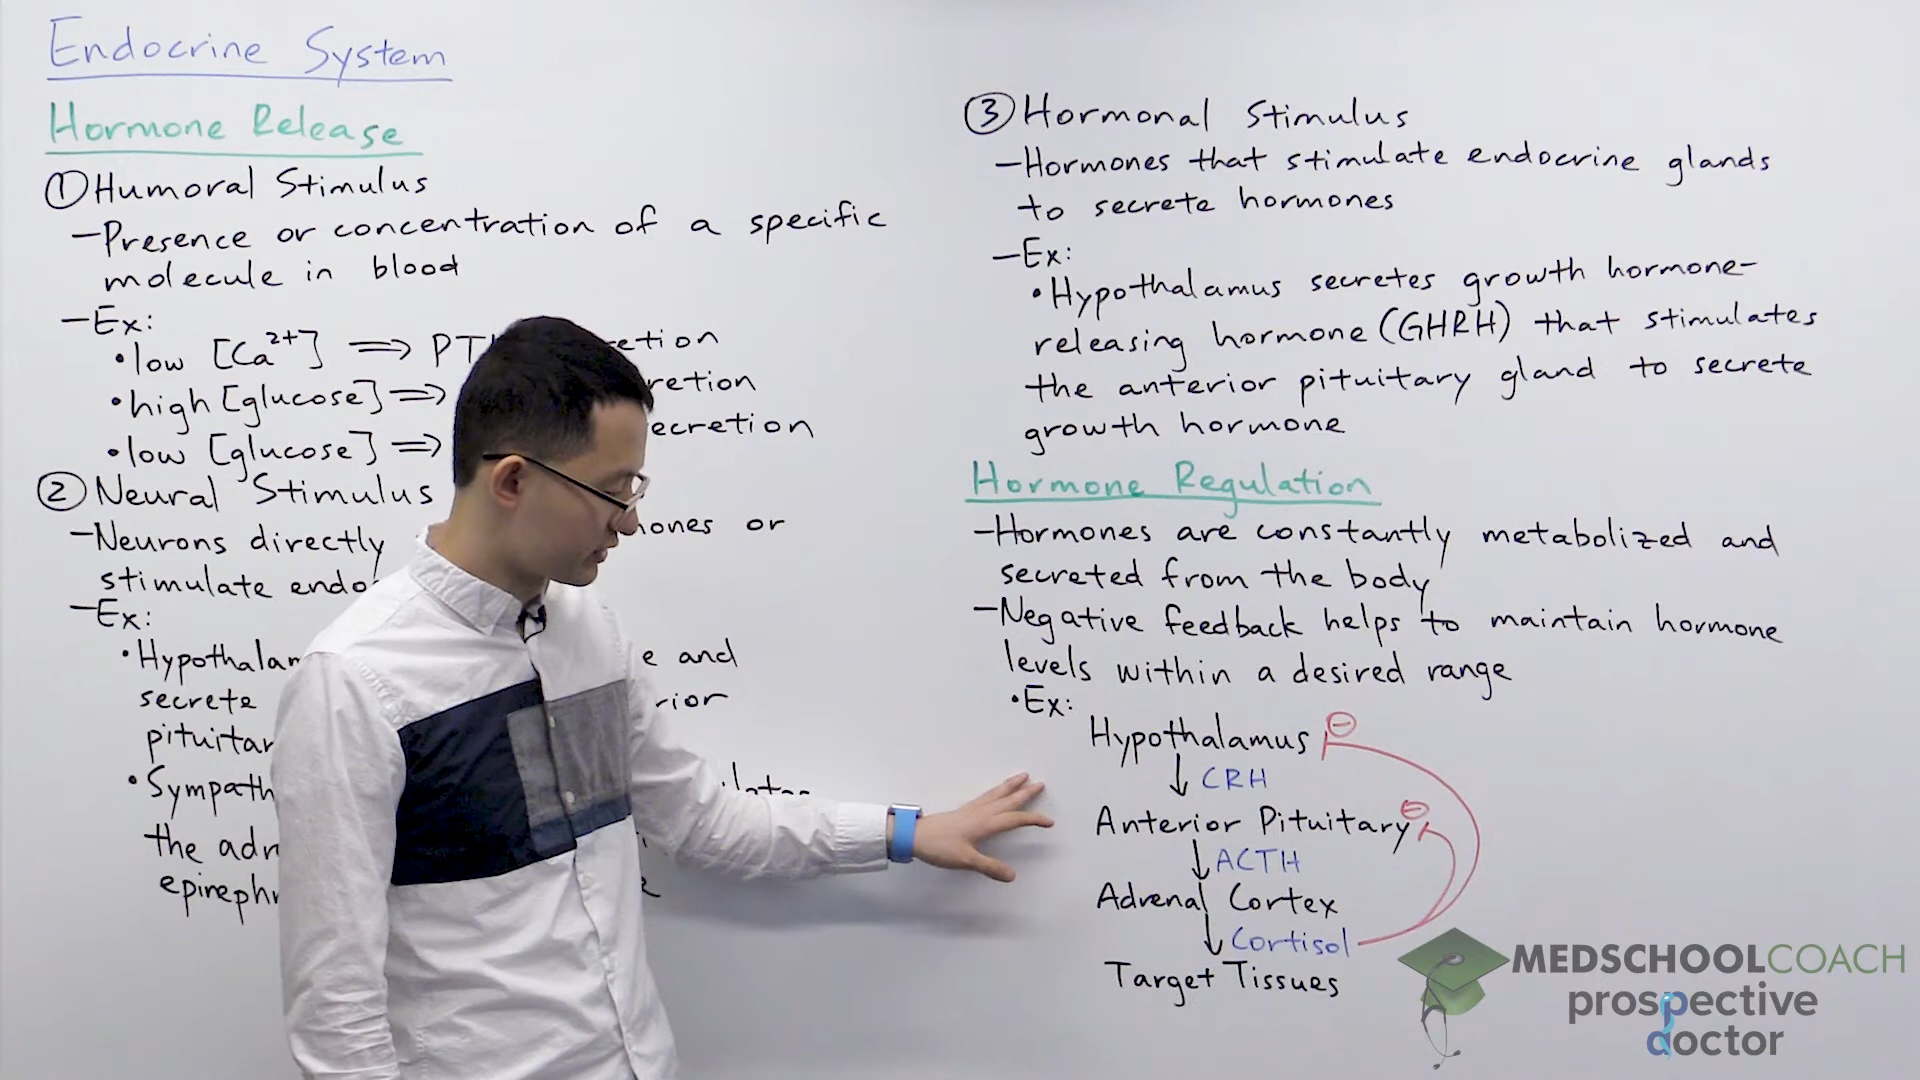 Endocrine System
Hormone Release
① Humoral Stimulus
- Presence or concentration of a specific
molecule in blood
- Ex:
• low [Ca²⁺] ⇒ PT etion
• high [glucose] ⇒ retion
• low [glucose] ⇒ ecretion
② Neural Stimulus
- Neurons directly ones or
stimulate endo
- Ex:
• Hypothalam e and
secrete rior
pituitar
• Sympath
the adr
epineph
③ Hormonal Stimulus
- Hormones that stimulate endocrine glands
to secrete hormones
- Ex:
• Hypothalamus secretes growth hormone-
releasing hormone (GHRH) that stimulates
the anterior pituitary gland to secrete
growth hormone
Hormone Regulation
- Hormones are constantly metabolized and
secreted from the body
- Negative feedback helps to maintain hormone
levels within a desired range
• Ex:
Hypothalamus ⊖
↓ CRH
Anterior Pituitary ⊖
↓ ACTH
Adrenal Cortex
↓ Cortisol
Target Tissues
MEDSCHOOLCOACH
prospective
doctor